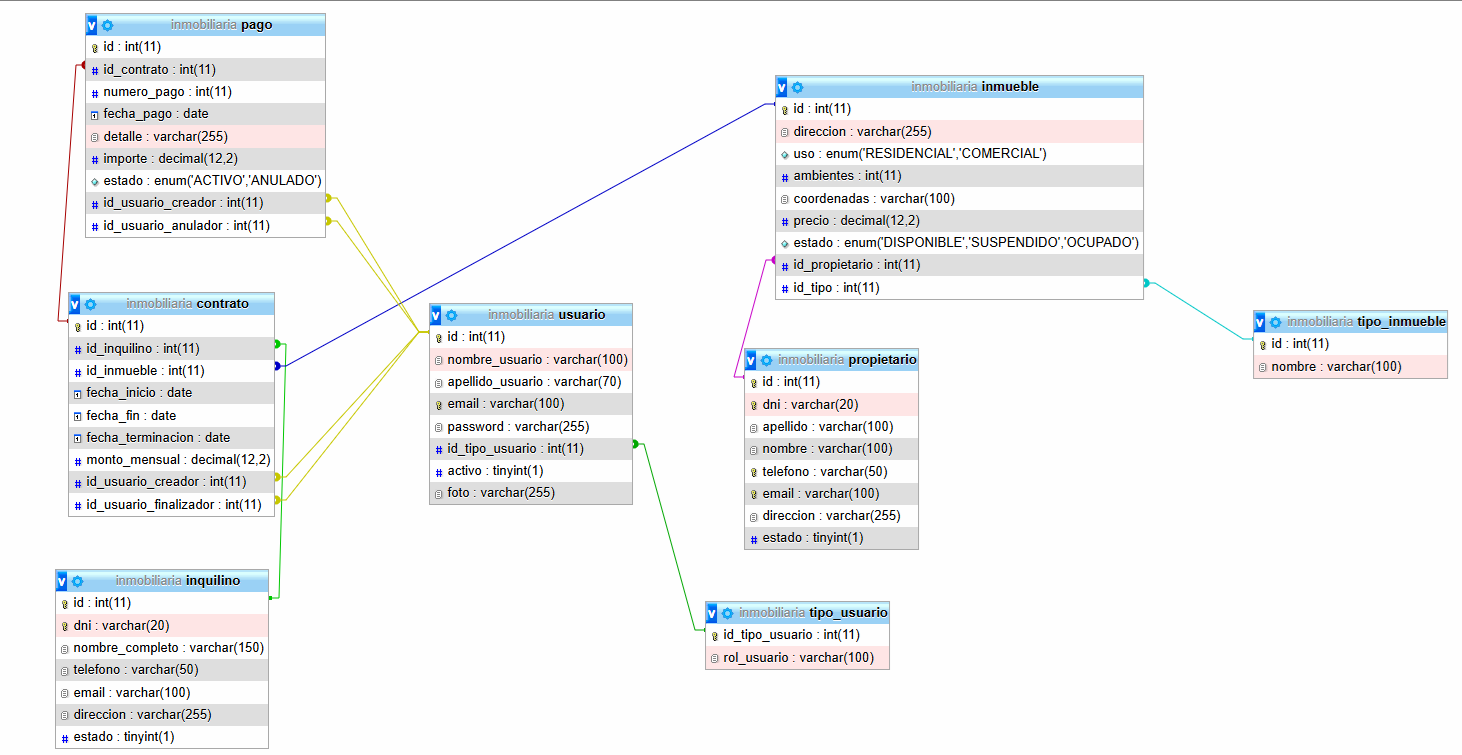 inmobiliaria pago
id : int(11)
id_contrato : int(11)
numero_pago : int(11)
fecha_pago : date
detalle : varchar(255)
importe : decimal(12,2)
estado : enum('ACTIVO','ANULADO')
id_usuario_creador : int(11)
id_usuario_anulador : int(11)
inmobiliaria contrato
id : int(11)
id_inquilino : int(11)
id_inmueble : int(11)
fecha_inicio : date
fecha_fin : date
fecha_terminacion : date
monto_mensual : decimal(12,2)
id_usuario_creador : int(11)
id_usuario_finalizador : int(11)
inmobiliaria inquilino
id : int(11)
dni : varchar(20)
nombre_completo : varchar(150)
telefono : varchar(50)
email : varchar(100)
direccion : varchar(255)
estado : tinyint(1)
inmobiliaria usuario
id : int(11)
nombre_usuario : varchar(100)
apellido_usuario : varchar(70)
email : varchar(100)
password : varchar(255)
id_tipo_usuario : int(11)
activo : tinyint(1)
foto : varchar(255)
inmobiliaria inmueble
id : int(11)
direccion : varchar(255)
uso : enum('RESIDENCIAL','COMERCIAL')
ambientes : int(11)
coordenadas : varchar(100)
precio : decimal(12,2)
estado : enum('DISPONIBLE','SUSPENDIDO','OCUPADO')
id_propietario : int(11)
id_tipo : int(11)
inmobiliaria propietario
id : int(11)
dni : varchar(20)
apellido : varchar(100)
nombre : varchar(100)
telefono : varchar(50)
email : varchar(100)
direccion : varchar(255)
estado : tinyint(1)
inmobiliaria tipo_usuario
id_tipo_usuario : int(11)
rol_usuario : varchar(100)
inmobiliaria tipo_inmueble
id : int(11)
nombre : varchar(100)